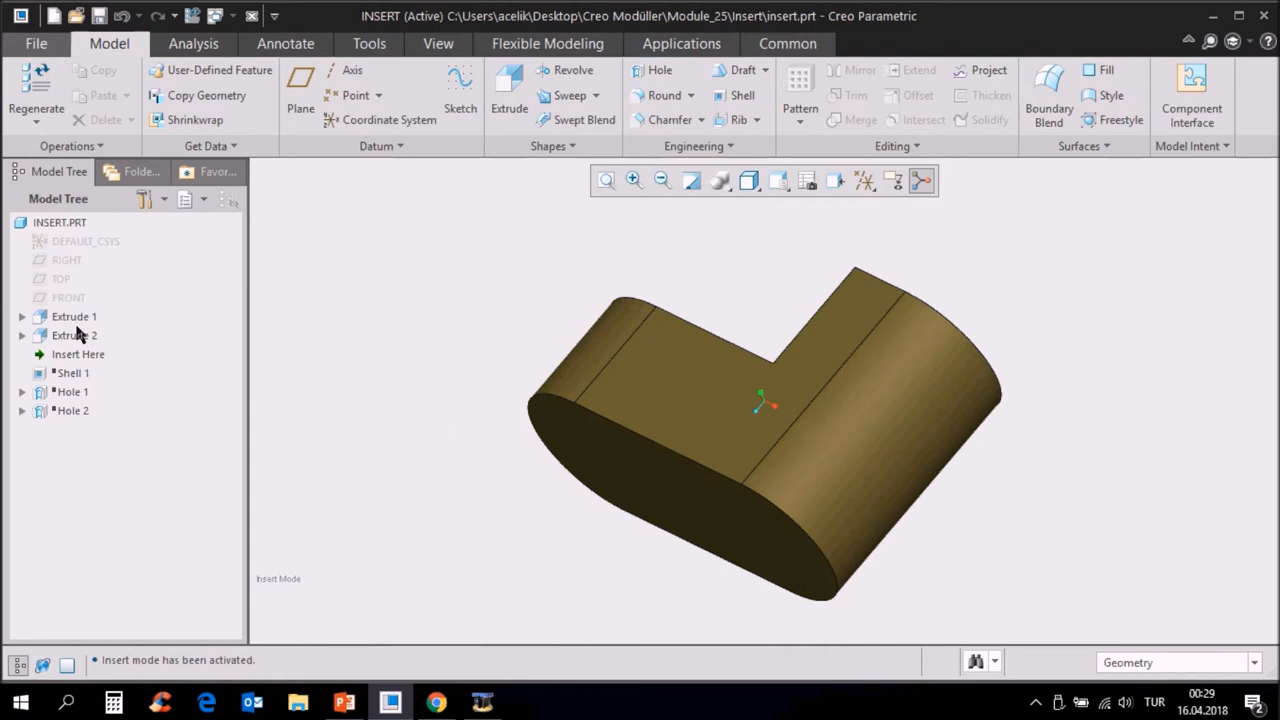 INSERT (Active) C:\Users\acelik\Desktop\Creo Modüller\Module_25\Insert\insert.prt - Creo Parametric
File Model Analysis Annotate Tools View Flexible Modeling Applications Common
Regenerate
Copy
Paste
Delete
Operations
User-Defined Feature
Copy Geometry
Shrinkwrap
Get Data
Plane
Axis
Point
Coordinate System
Sketch
Datum
Extrude
Revolve
Sweep
Swept Blend
Shapes
Hole
Round
Chamfer
Draft
Shell
Rib
Engineering
Pattern
Mirror
Trim
Merge
Extend
Offset
Intersect
Project
Thicken
Solidify
Editing
Boundary
Blend
Fill
Style
Freestyle
Surfaces
Component
Interface
Model Intent
Model Tree Folde... Favor...
Model Tree
INSERT.PRT
DEFAULT_CSYS
RIGHT
TOP
FRONT
Extrude 1
Extrude 2
Insert Here
Shell 1
Hole 1
Hole 2
Insert Mode
• Insert mode has been activated.
Geometry
TUR
00:29
16.04.2018
2